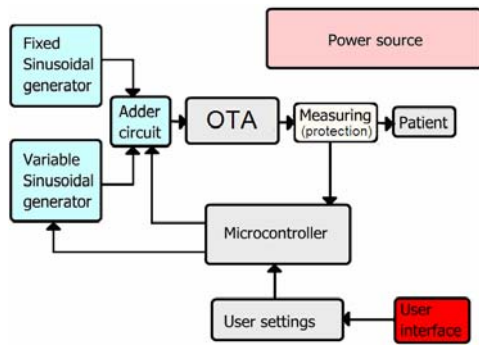 Fixed
Sinusoidal
generator
Power source
Adder
circuit
OTA
Measuring
(protection)
Patient
Variable
Sinusoidal
generator
Microcontroller
User settings
User
interface